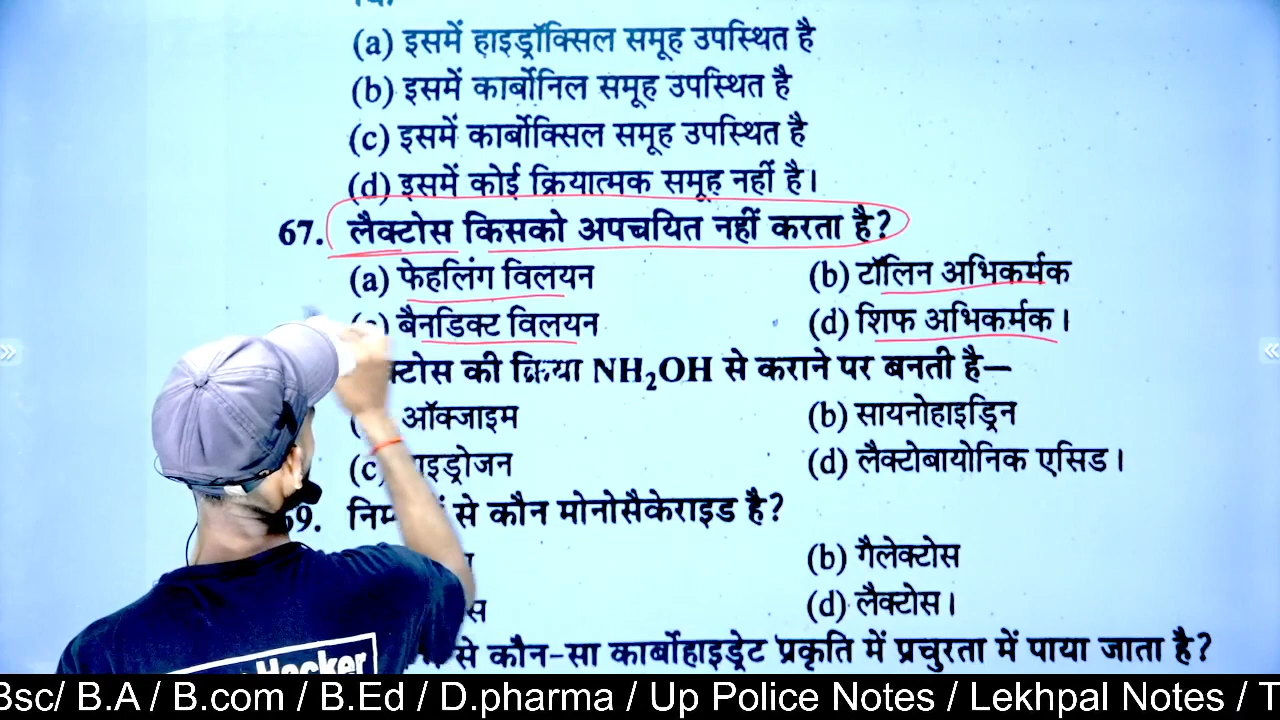 (a) इसमें हाइड्रॉक्सिल समूह उपस्थित है
(b) इसमें कार्बोनिल समूह उपस्थित है
(c) इसमें कार्बोक्सिल समूह उपस्थित है
(d) इसमें कोई क्रियात्मक समूह नहीं है।
67. लैक्टोस किसको अपचयित नहीं करता है?
(a) फेहलिंग विलयन (b) टॉलिन अभिकर्मक
बैनडिक्ट विलयन (d) शिफ अभिकर्मक।
की क्रिया NH₂OH से कराने पर बनती है—
ऑक्जाइम (b) सायनोहाइड्रिन
(c) (d) लैक्टोबायोनिक एसिड।
69. से कौन मोनोसैकेराइड है?
(b) गैलेक्टोस
(d) लैक्टोस।
से कौन-सा कार्बोहाइड्रेट प्रकृति में प्रचुरता में पाया जाता है?
Hacker
Bsc/ B.A / B.com / B.Ed / D.pharma / Up Police Notes / Lekhpal Notes / T